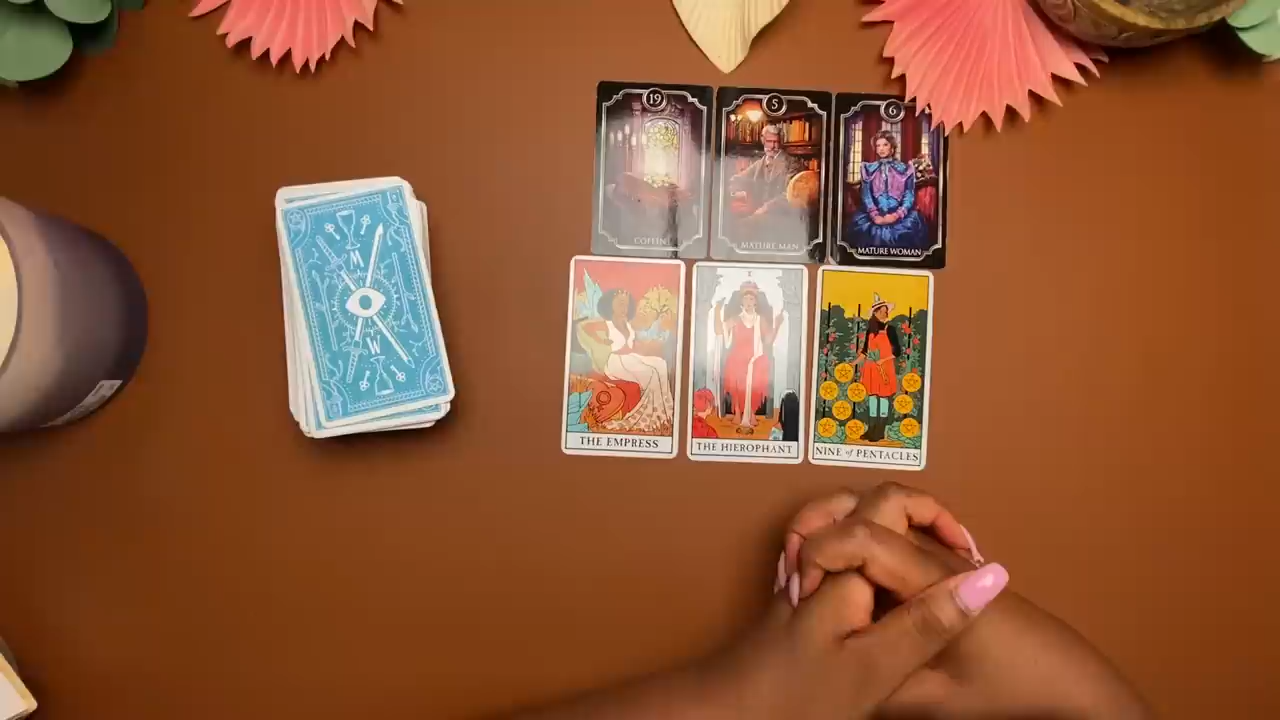 19
5
6
COFFIN
MATURE MAN
MATURE WOMAN
M
W
THE EMPRESS
THE HIEROPHANT
NINE of PENTACLES